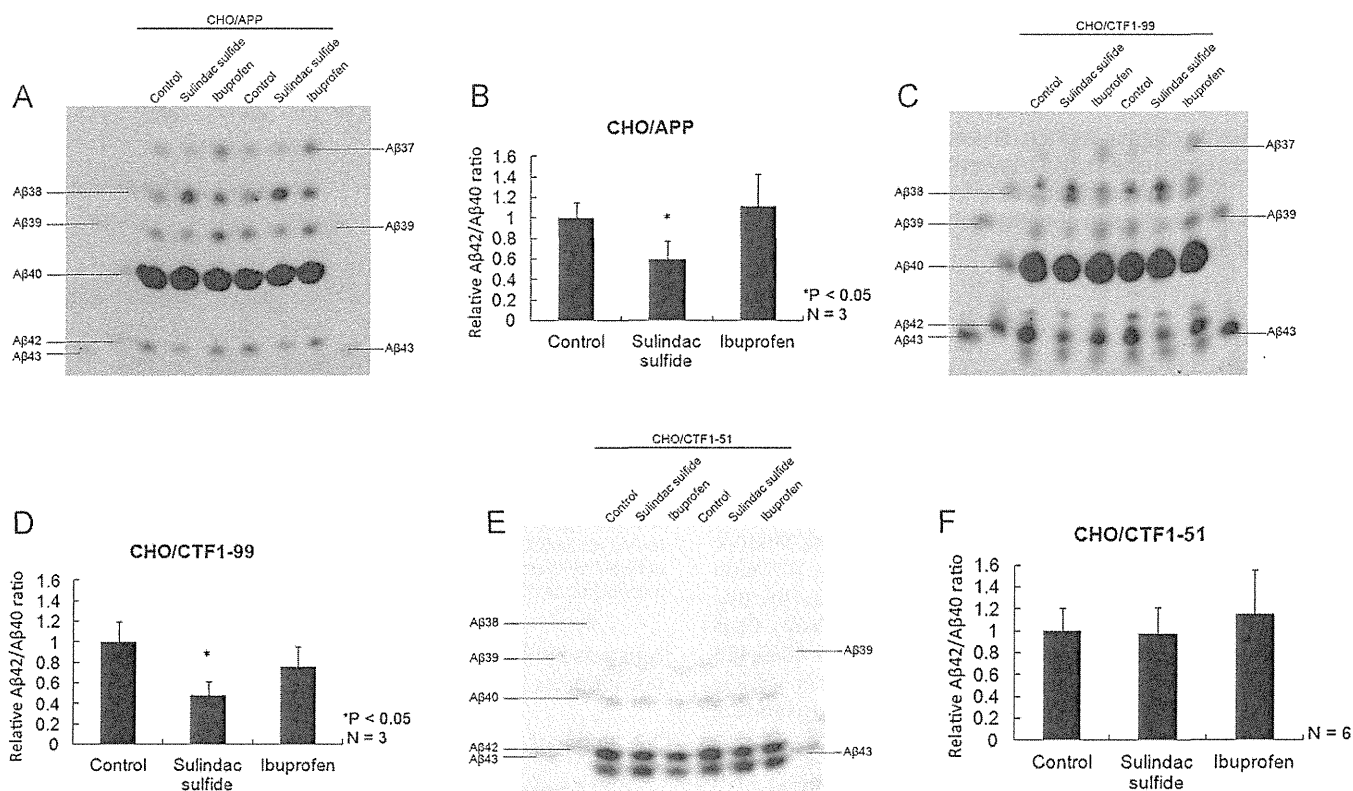 A
CHO/APP
Control
Sulindac sulfide
Ibuprofen
Control
Sulindac sulfide
Ibuprofen
Aβ38
Aβ39
Aβ40
Aβ42
Aβ43
Aβ37
Aβ39
Aβ43
B
CHO/APP
Relative Aβ42/Aβ40 ratio
1.6
1.4
1.2
1
0.8
0.6
0.4
0.2
0
*
Control
Sulindac
sulfide
Ibuprofen
*P < 0.05
N = 3
C
CHO/CTF1-99
Control
Sulindac sulfide
Ibuprofen
Control
Sulindac sulfide
Ibuprofen
Aβ38
Aβ39
Aβ40
Aβ42
Aβ43
Aβ37
Aβ39
Aβ43
D
CHO/CTF1-99
Relative Aβ42/Aβ40 ratio
1.6
1.4
1.2
1
0.8
0.6
0.4
0.2
0
*
Control
Sulindac
sulfide
Ibuprofen
*P < 0.05
N = 3
E
CHO/CTF1-51
Control
Sulindac sulfide
Ibuprofen
Control
Sulindac sulfide
Ibuprofen
Aβ38
Aβ39
Aβ40
Aβ42
Aβ43
Aβ39
Aβ43
F
CHO/CTF1-51
Relative Aβ42/Aβ40 ratio
1.6
1.4
1.2
1
0.8
0.6
0.4
0.2
0
Control
Sulindac
sulfide
Ibuprofen
N = 6